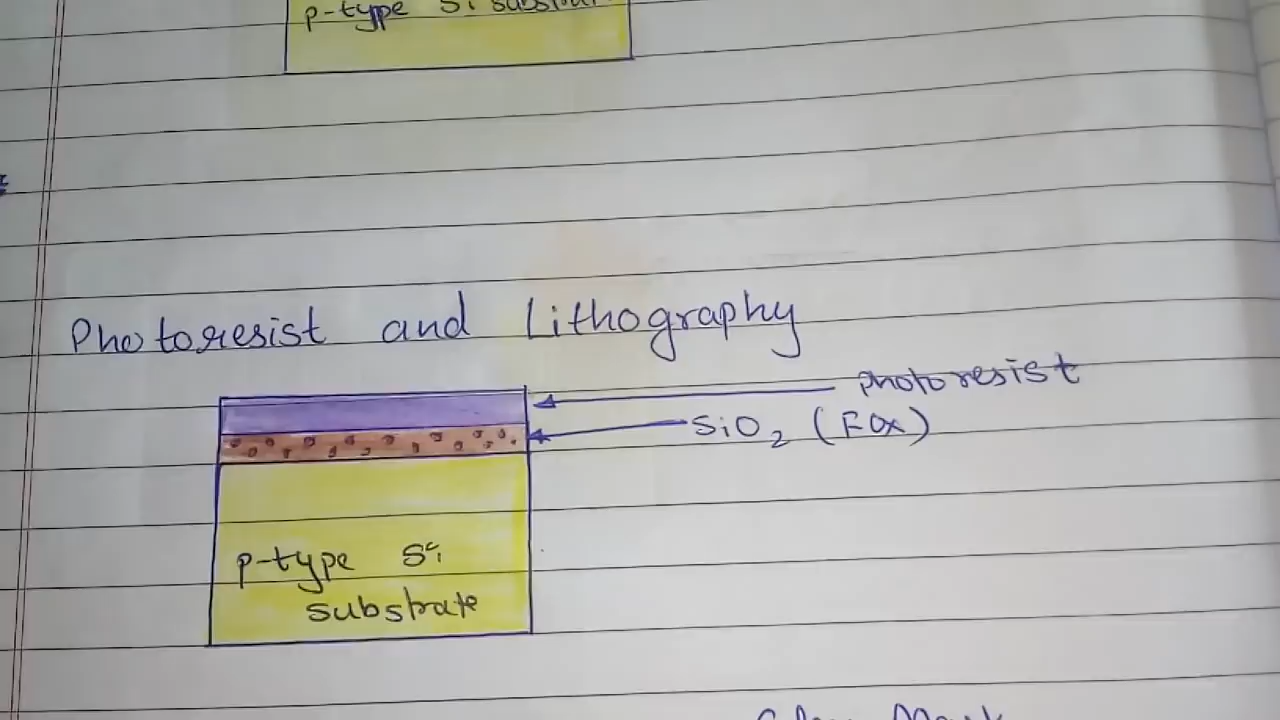 p-type Si substrate
Photoresist and Lithography
photoresist
SiO2 (FOx)
p-type Si
substrate